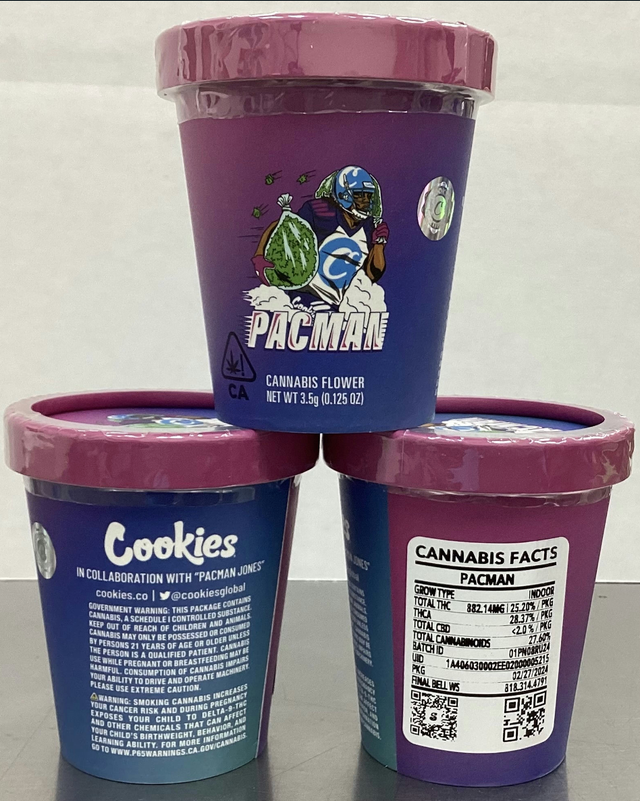 PACMAN
CA
CANNABIS FLOWER
NET WT 3.5g (0.125 OZ)
Cookies
IN COLLABORATION WITH "PACMAN JONES"
cookies.co | @cookiesglobal
GOVERNMENT WARNING: THIS PACKAGE CONTAINS
CANNABIS, A SCHEDULE I CONTROLLED SUBSTANCE.
KEEP OUT OF REACH OF CHILDREN AND ANIMALS.
CANNABIS MAY ONLY BE POSSESSED OR CONSUMED
BY PERSONS 21 YEARS OF AGE OR OLDER UNLESS
THE PERSON IS A QUALIFIED PATIENT. CANNABIS
USE WHILE PREGNANT OR BREASTFEEDING MAY BE
HARMFUL. CONSUMPTION OF CANNABIS IMPAIRS
YOUR ABILITY TO DRIVE AND OPERATE MACHINERY.
PLEASE USE EXTREME CAUTION.
WARNING: SMOKING CANNABIS INCREASES
YOUR CANCER RISK AND DURING PREGNANCY
EXPOSES YOUR CHILD TO DELTA-9-THC
AND OTHER CHEMICALS THAT CAN AFFECT
YOUR CHILD'S BIRTHWEIGHT, BEHAVIOR, AND
LEARNING ABILITY. FOR MORE INFORMATION
GO TO WWW.P65WARNINGS.CA.GOV/CANNABIS.
CANNABIS FACTS
PACMAN
GROW TYPE INDOOR
TOTAL THC 882.14MG | 25.20% / PKG
THCA 28.37% / PKG
TOTAL CBD <2.0 % / PKG
TOTAL CANNABINOIDS 27.60%
BATCH ID 01PN08RU24
UID 1A406030002EE02000005215
PKG 02/27/2024
FINAL BELL WS 818.314.4791